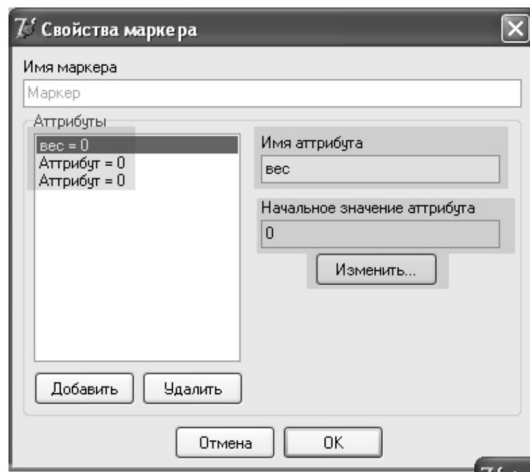 Свойства маркера
Имя маркера
Маркер
Аттрибуты
вес = 0
Аттрибут = 0
Аттрибут = 0
Имя аттрибута
вес
Начальное значение аттрибута
0
Изменить...
Добавить
Удалить
Отмена
OK